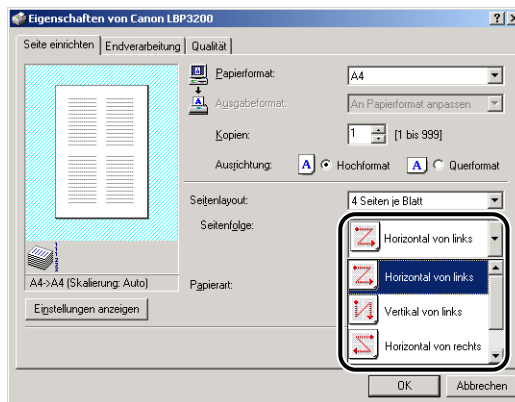 Eigenschaften von Canon LBP3200
Seite einrichten Endverarbeitung Qualität
Papierformat: A4
Ausgabeformat: An Papierformat anpassen
Kopien: 1 [1 bis 999]
Ausrichtung: A Hochformat A Querformat
Seitenlayout: 4 Seiten je Blatt
Seitenfolge: Horizontal von links
Horizontal von links
A4->A4 (Skalierung: Auto)
Papierart:
Einstellungen anzeigen
Vertikal von links
Horizontal von rechts
OK Abbrechen